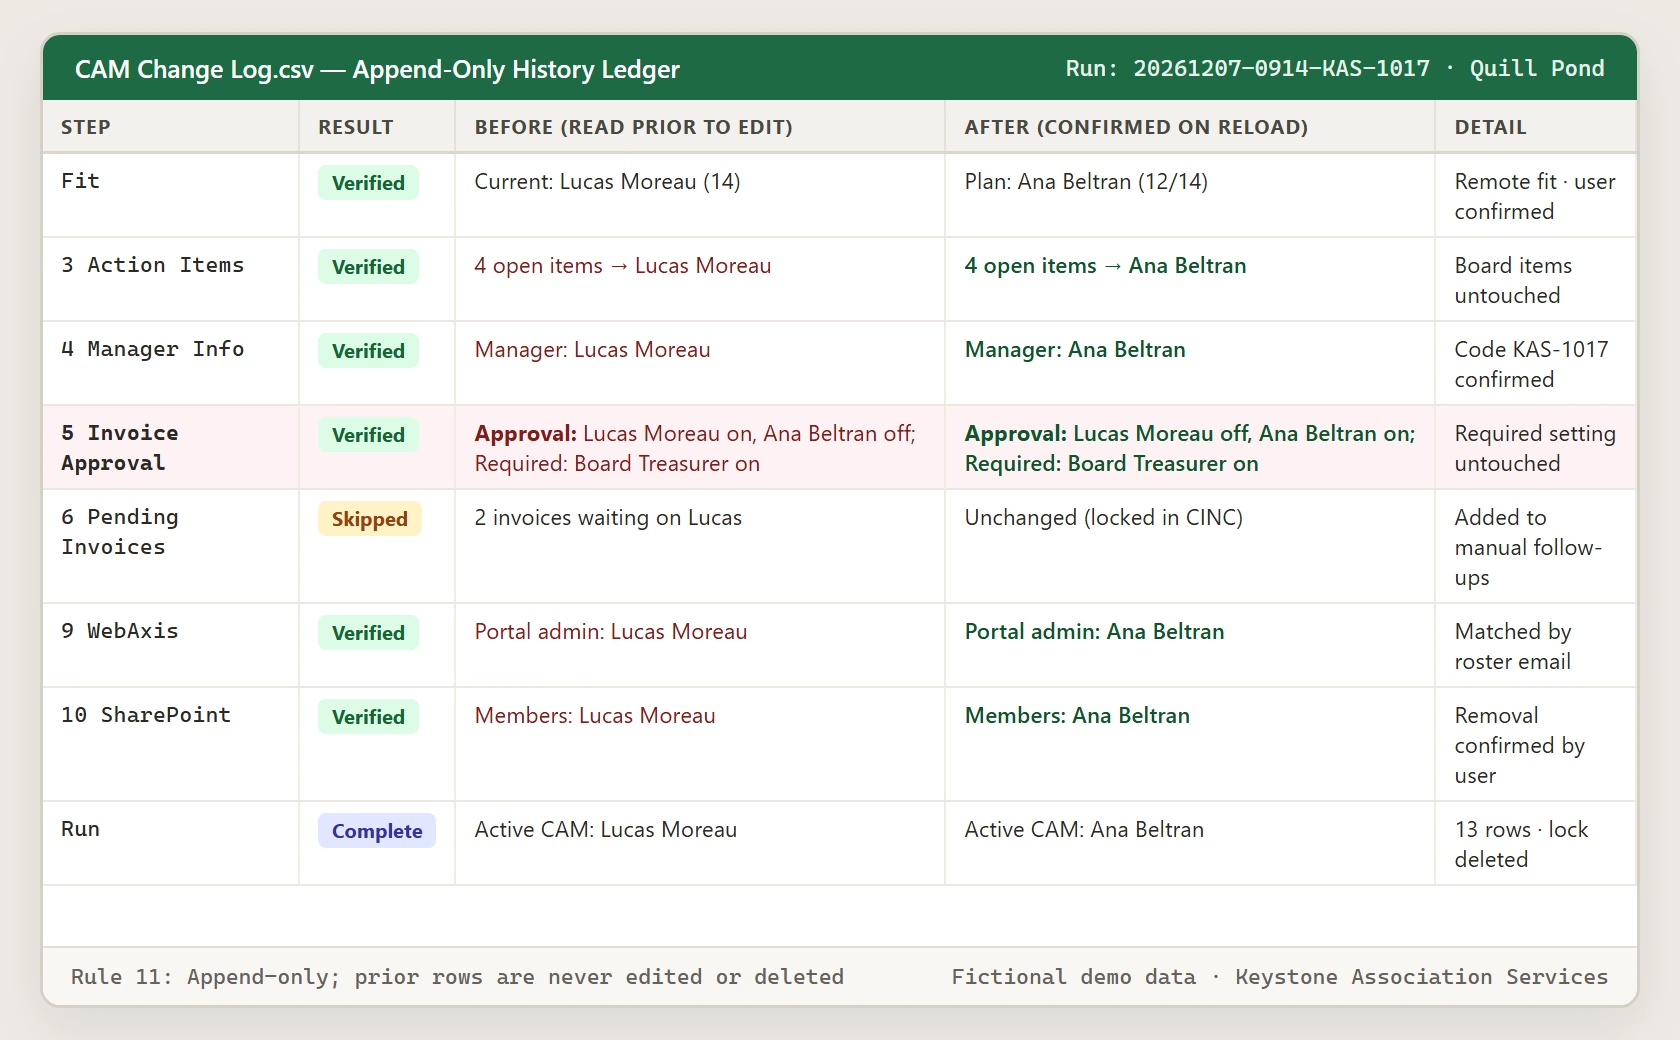 CAM Change Log.csv — Append-Only History Ledger
Run: 20261207-0914-KAS-1017 · Quill Pond
STEP
RESULT
BEFORE (READ PRIOR TO EDIT)
AFTER (CONFIRMED ON RELOAD)
DETAIL
Fit
Verified
Current: Lucas Moreau (14)
Plan: Ana Beltran (12/14)
Remote fit · user
confirmed
3 Action Items
Verified
4 open items → Lucas Moreau
4 open items → Ana Beltran
Board items
untouched
4 Manager Info
Verified
Manager: Lucas Moreau
Manager: Ana Beltran
Code KAS-1017
confirmed
5 Invoice
Approval
Verified
Approval: Lucas Moreau on, Ana Beltran off;
Required: Board Treasurer on
Approval: Lucas Moreau off, Ana Beltran on;
Required: Board Treasurer on
Required setting
untouched
6 Pending
Invoices
Skipped
2 invoices waiting on Lucas
Unchanged (locked in CINC)
Added to
manual follow-
ups
9 WebAxis
Verified
Portal admin: Lucas Moreau
Portal admin: Ana Beltran
Matched by
roster email
10 SharePoint
Verified
Members: Lucas Moreau
Members: Ana Beltran
Removal
confirmed by
user
Run
Complete
Active CAM: Lucas Moreau
Active CAM: Ana Beltran
13 rows · lock
deleted
Rule 11: Append-only; prior rows are never edited or deleted
Fictional demo data · Keystone Association Services